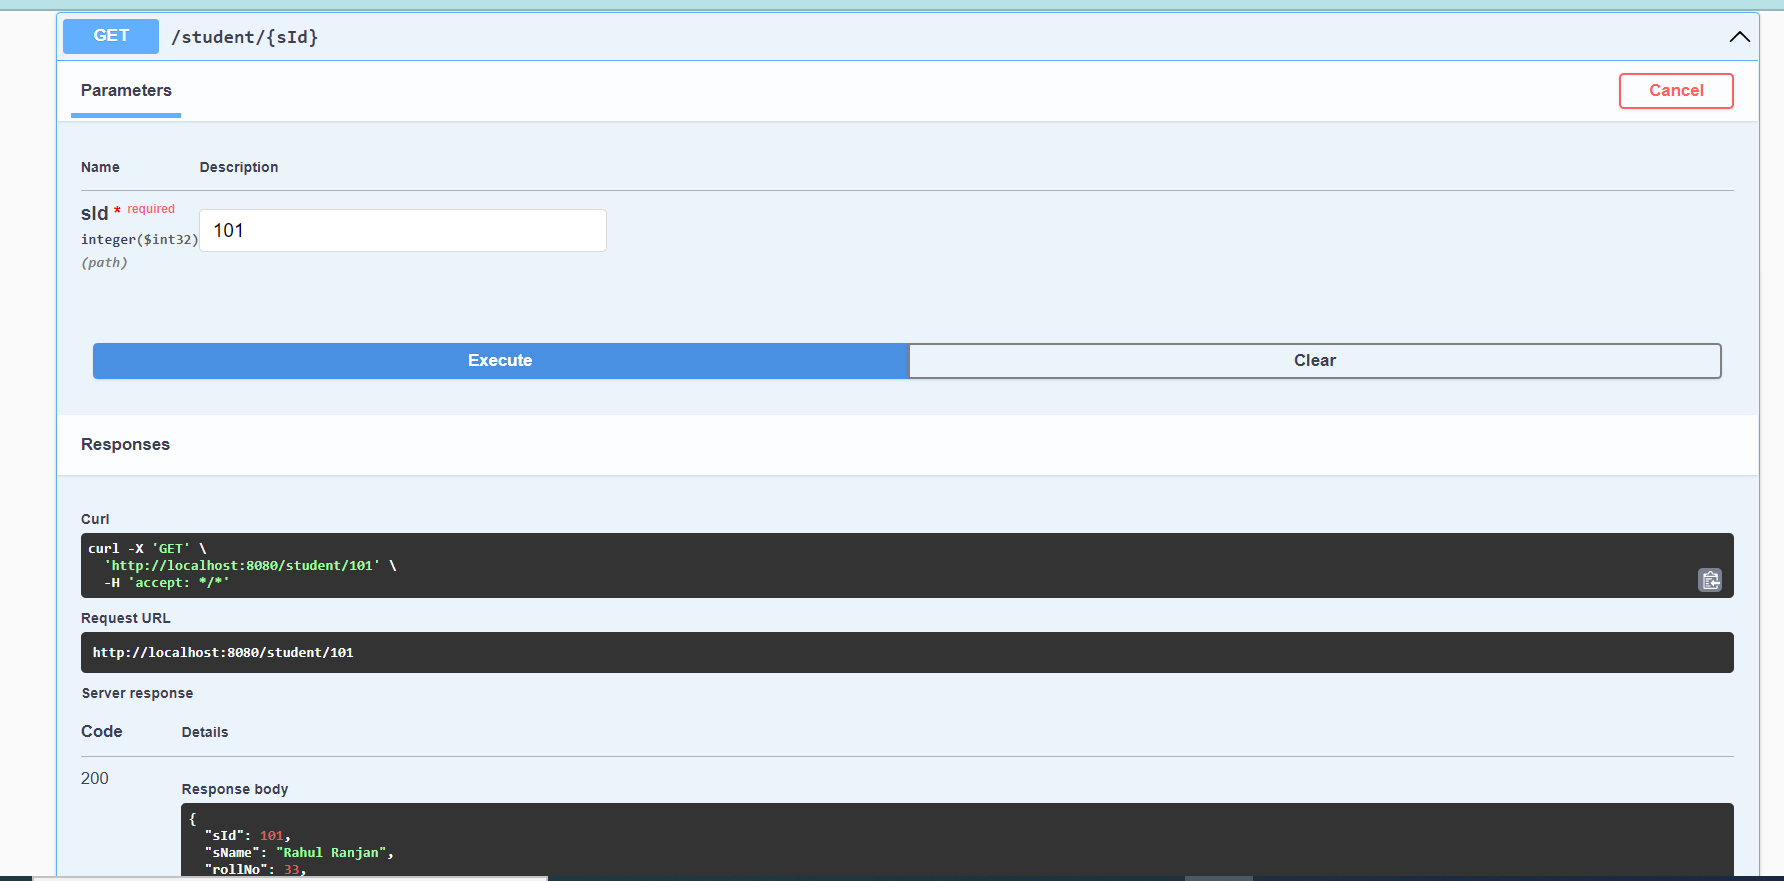 GET /student/{sId}
Parameters Cancel
Name Description
sId * required
integer($int32)
(path)
101
Execute Clear
Responses
Curl
curl -X 'GET' \
  'http://localhost:8080/student/101' \
  -H 'accept: */*'
Request URL
http://localhost:8080/student/101
Server response
Code Details
200
Response body
{
  "sId": 101,
  "sName": "Rahul Ranjan",
  "rollNo": 33,